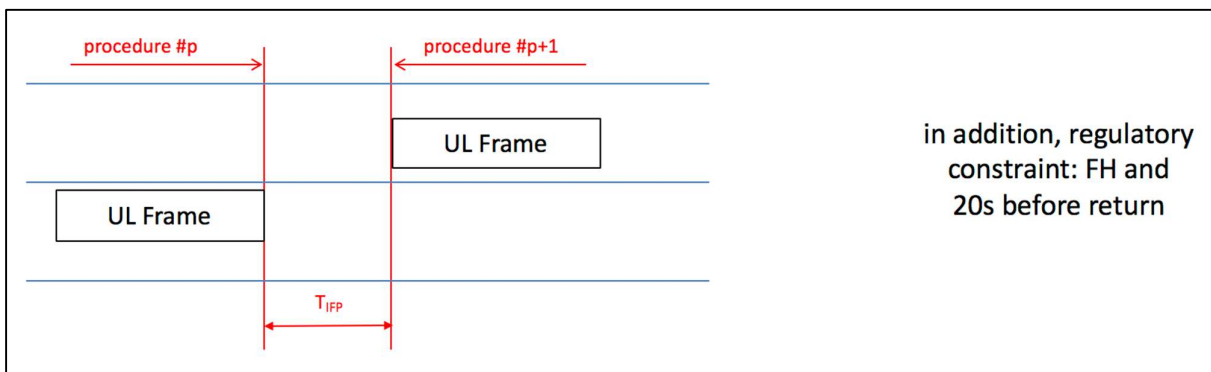 procedure #p
procedure #p+1
UL Frame
UL Frame
TIFP
in addition, regulatory
constraint: FH and
20s before return